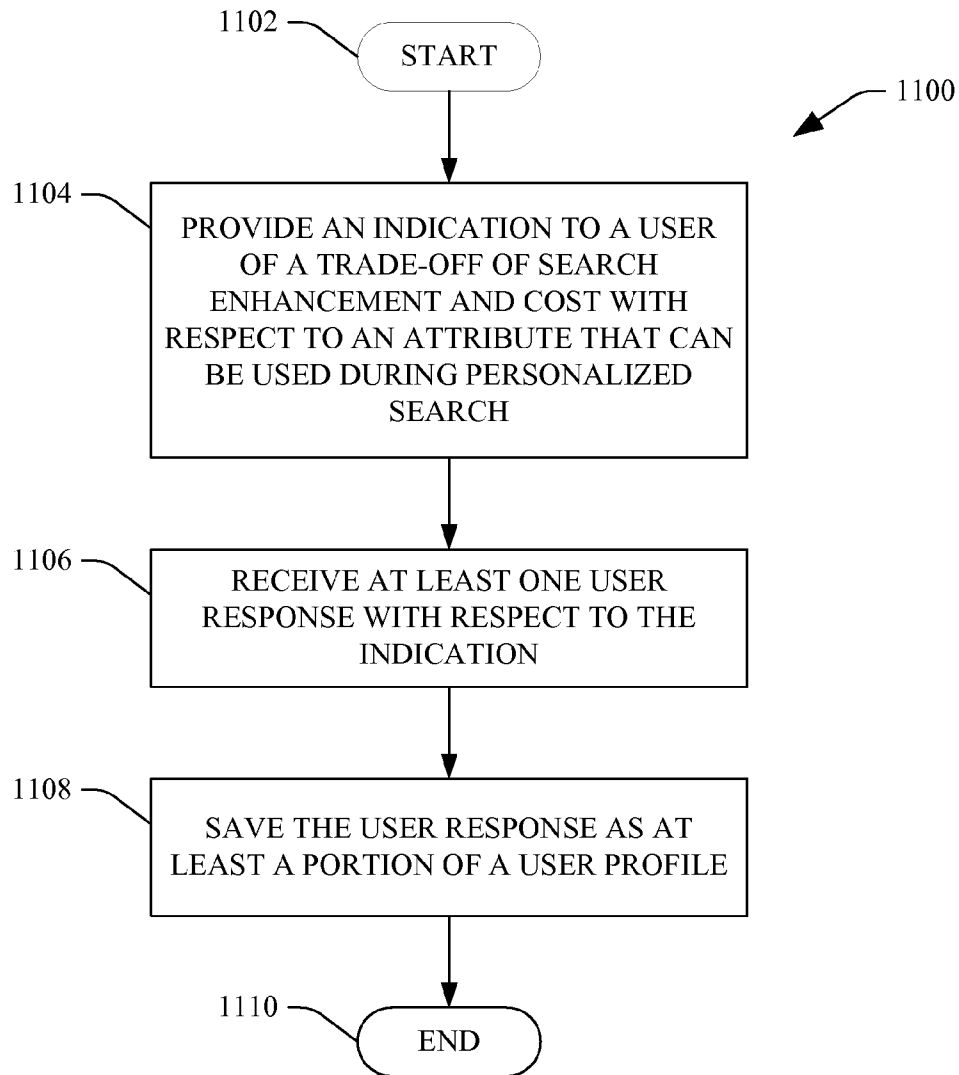 1102
START
1100
1104
PROVIDE AN INDICATION TO A USER
OF A TRADE-OFF OF SEARCH
ENHANCEMENT AND COST WITH
RESPECT TO AN ATTRIBUTE THAT CAN
BE USED DURING PERSONALIZED
SEARCH
1106
RECEIVE AT LEAST ONE USER
RESPONSE WITH RESPECT TO THE
INDICATION
1108
SAVE THE USER RESPONSE AS AT
LEAST A PORTION OF A USER PROFILE
1110
END